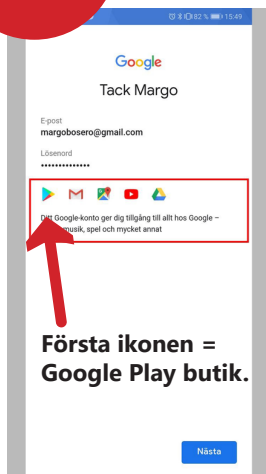 82 % 15:49
Google
Tack Margo
E-post
margobosero@gmail.com
Lösenord
••••••••••••••
Ditt Google-konto ger dig tillgång till allt hos Google –
musik, spel och mycket annat
Första ikonen =
Google Play butik.
Nästa